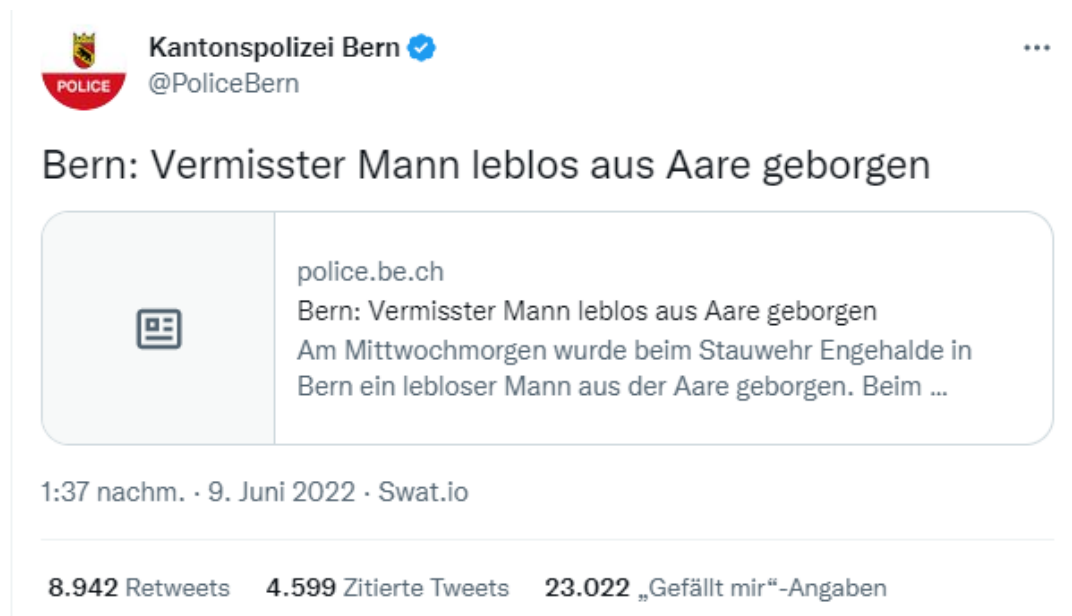 Kantonspolizei Bern
POLICE
@PoliceBern
Bern: Vermisster Mann leblos aus Aare geborgen
police.be.ch
Bern: Vermisster Mann leblos aus Aare geborgen
Am Mittwochmorgen wurde beim Stauwehr Engehalde in
Bern ein lebloser Mann aus der Aare geborgen. Beim ...
1:37 nachm. · 9. Juni 2022 · Swat.io
8.942 Retweets 4.599 Zitierte Tweets 23.022 „Gefällt mir“-Angaben